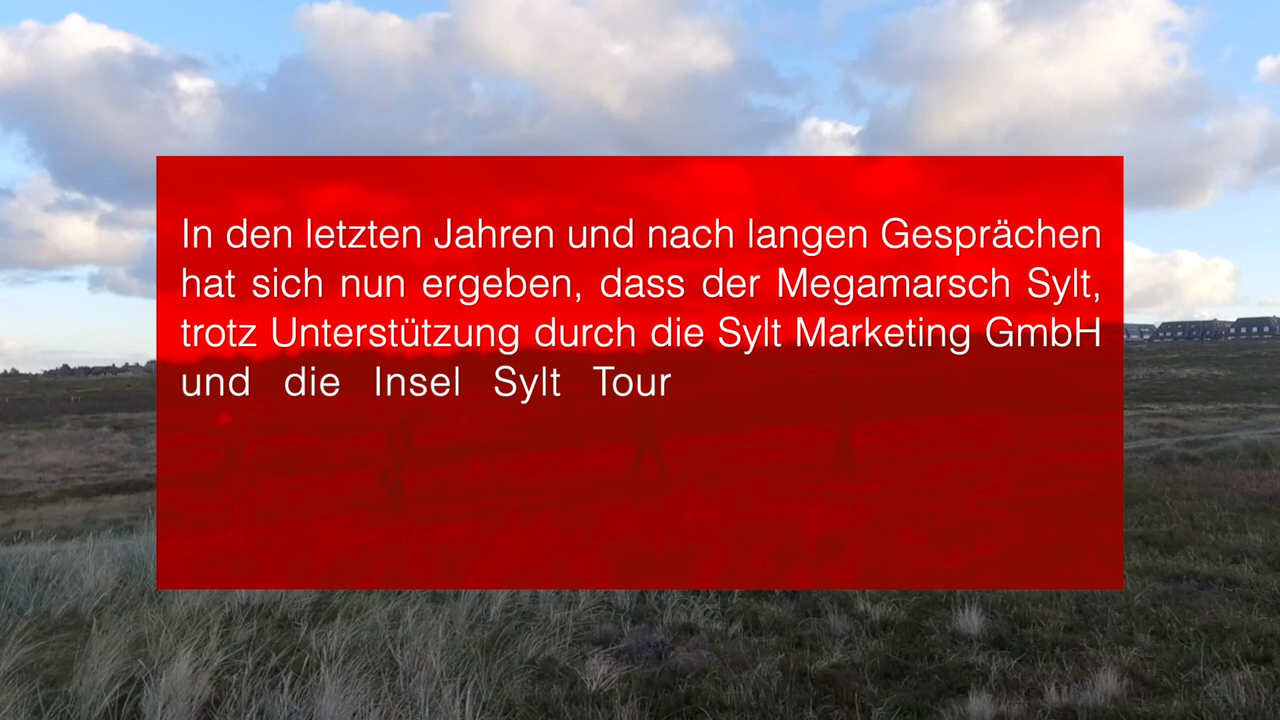 In den letzten Jahren und nach langen Gesprächen
hat sich nun ergeben, dass der Megamarsch Sylt,
trotz Unterstützung durch die Sylt Marketing GmbH
und die Insel Sylt Tour